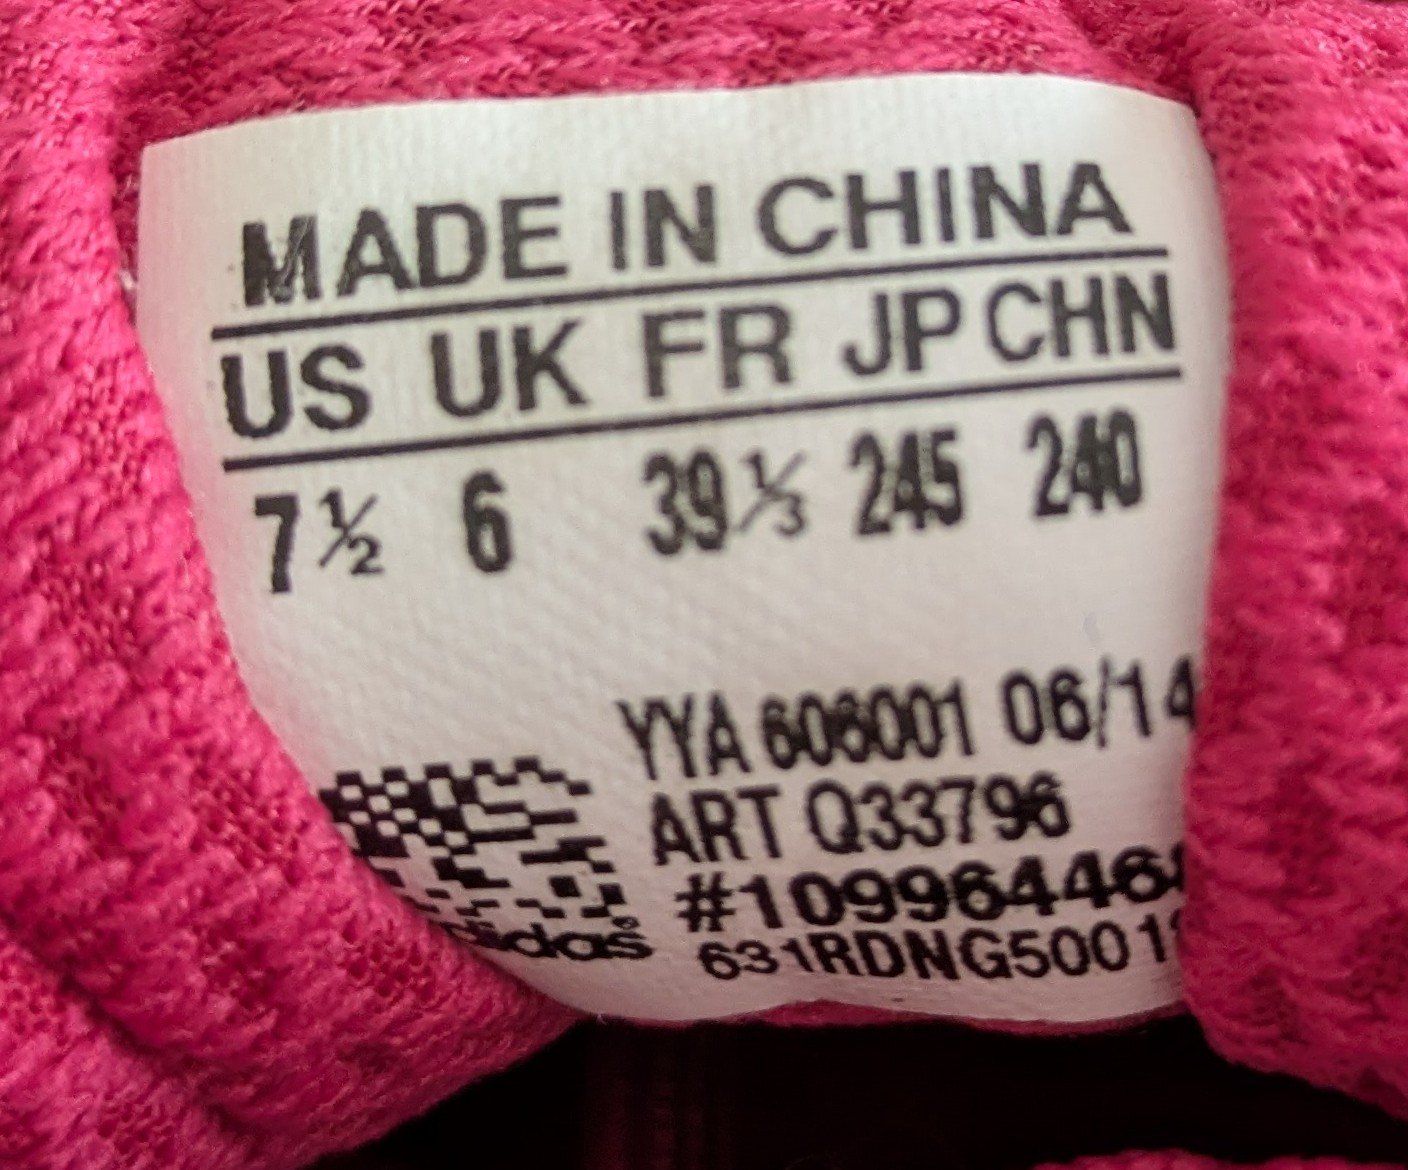 MADE IN CHINA
US UK FR JP CHN
7½ 6 39⅓ 245 240
YYA 606001 06/14
ART Q33796
adidas